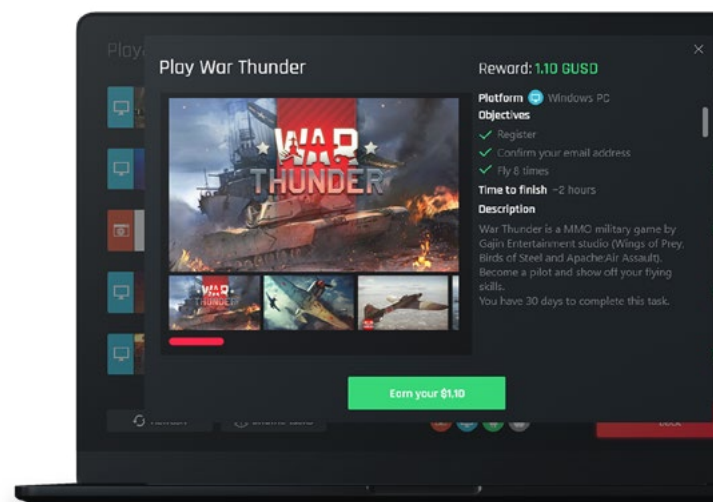 Play
Play War Thunder
Reward: 1.10 GUSD
Platform Windows PC
Objectives
Register
Confirm your email address
Fly 8 times
Time to finish ~2 hours
Description
War Thunder is a MMO military game by
Gajin Entertainment studio (Wings of Prey,
Birds of Steel and Apache:Air Assault).
Become a pilot and show off your flying
skills.
You have 30 days to complete this task.
WAR
THUNDER
WAR
THUNDER
Earn your $1,10